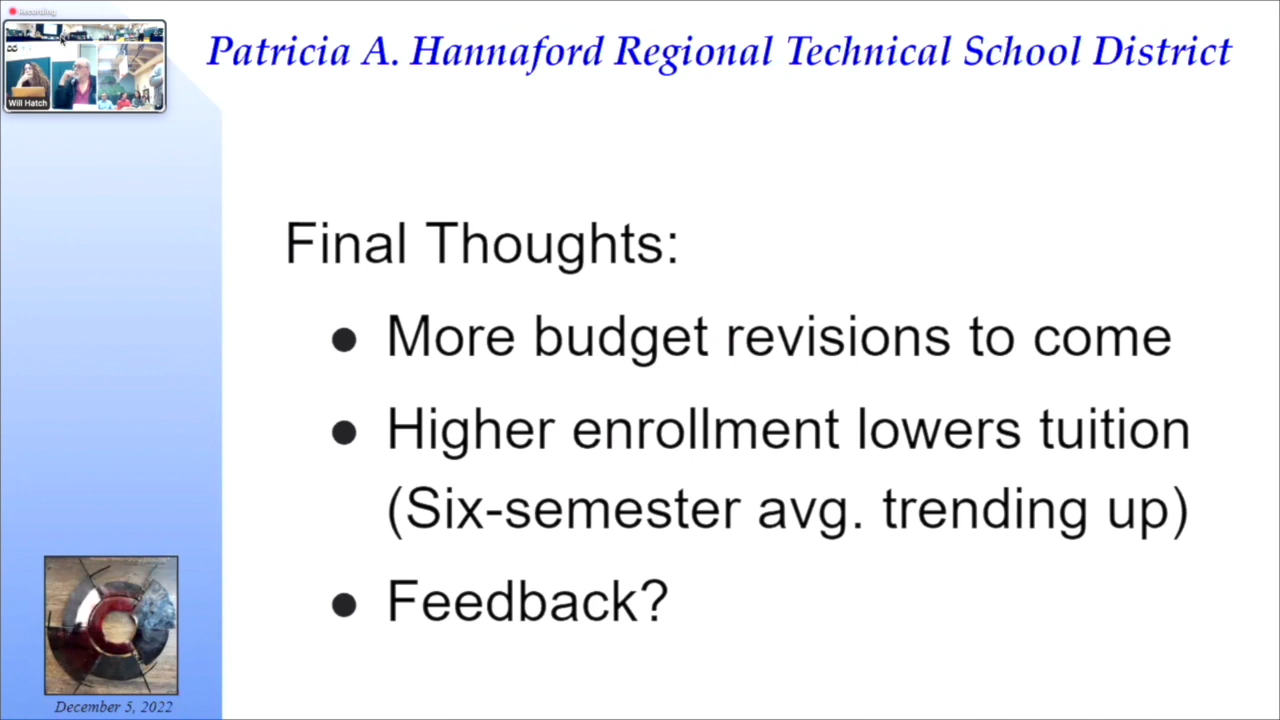 Recording
Will Hatch
Patricia A. Hannaford Regional Technical School District
Final Thoughts:
● More budget revisions to come
● Higher enrollment lowers tuition
(Six-semester avg. trending up)
● Feedback?
December 5, 2022